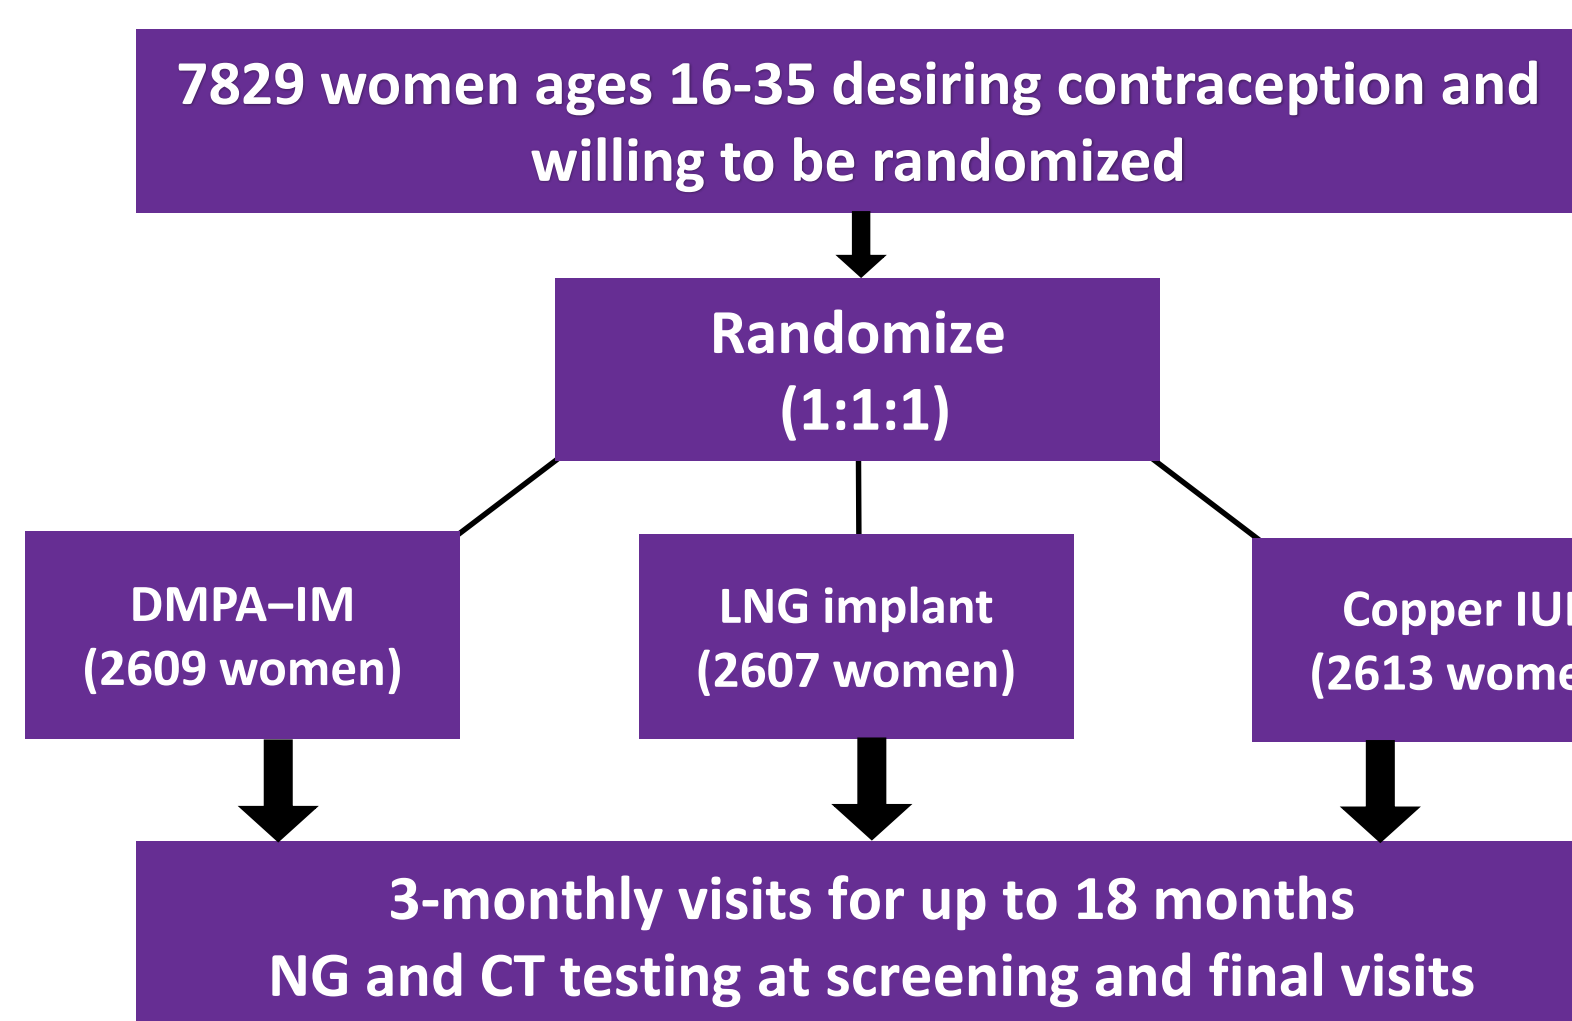 7829 women ages 16-35 desiring contraception and
willing to be randomized
Randomize
(1:1:1)
DMPA–IM
(2609 women)
LNG implant
(2607 women)
Copper
(2613
3-monthly visits for up to 18 months
NG and CT testing at screening and final visits